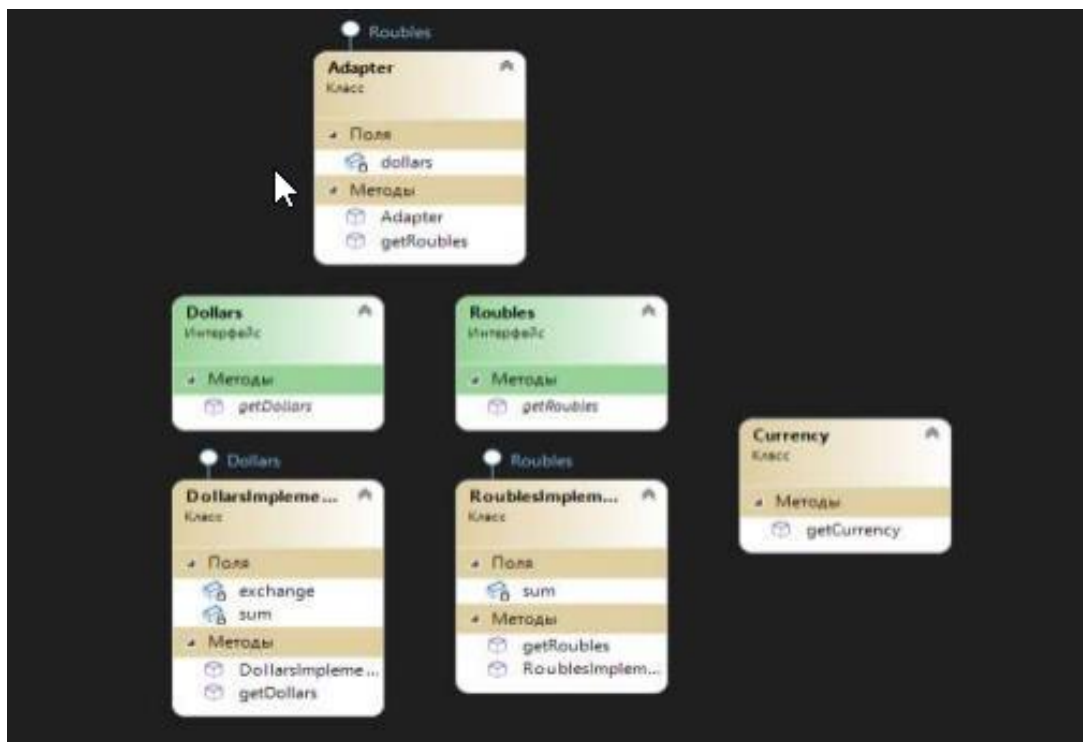 Roubles
Adapter
Класс
Поля
dollars
Методы
Adapter
getRoubles
Dollars
Интерфейс
Методы
getDollars
Roubles
Интерфейс
Методы
getRoubles
Dollars
DollarsImpleme...
Класс
Поля
exchange
sum
Методы
DollarsImpleme...
getDollars
Roubles
RoublesImplem...
Класс
Поля
sum
Методы
getRoubles
RoublesImplem...
Currency
Класс
Методы
getCurrency